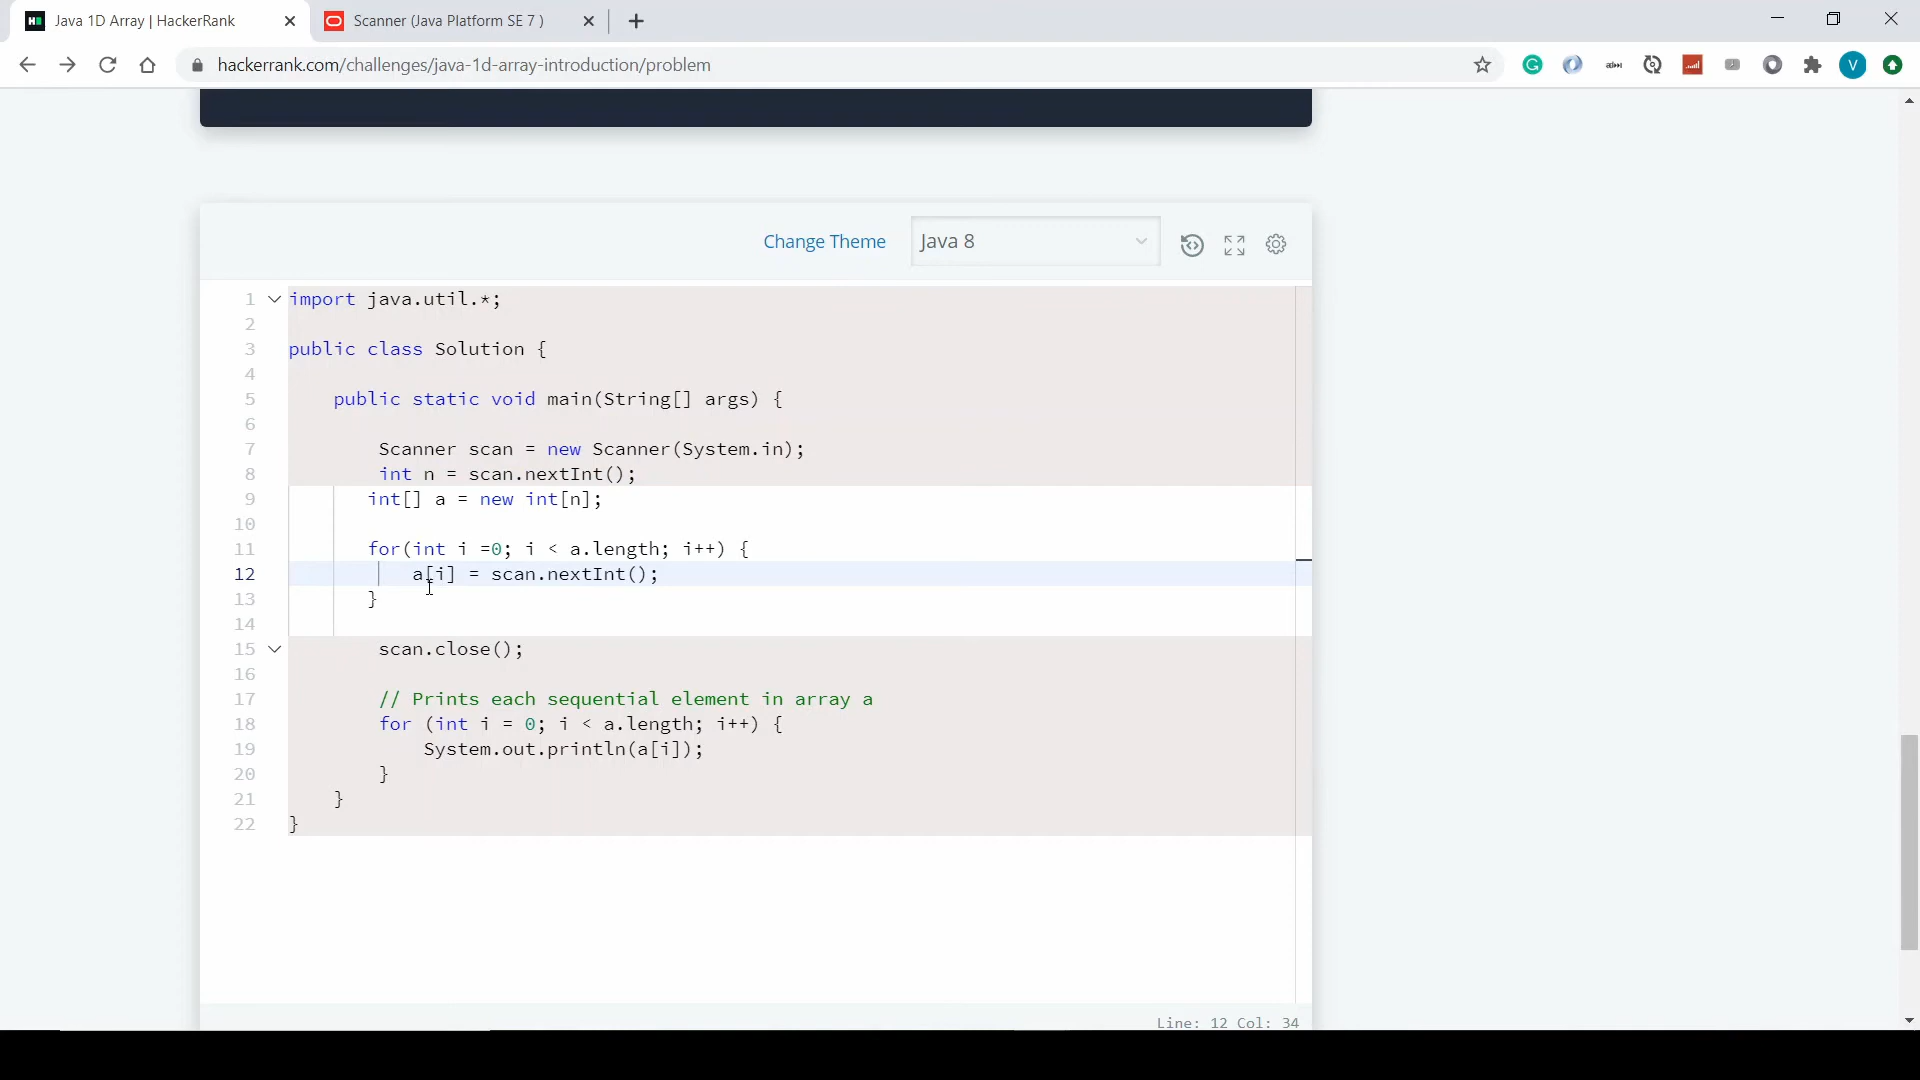 Java 1D Array | HackerRank
Scanner (Java Platform SE 7 )
hackerrank.com/challenges/java-1d-array-introduction/problem
V
Change Theme
Java 8
1 import java.util.*;
2
3 public class Solution {
4
5 public static void main(String[] args) {
6
7 Scanner scan = new Scanner(System.in);
8 int n = scan.nextInt();
9 int[] a = new int[n];
10
11 for(int i =0; i < a.length; i++) {
12 a[i] = scan.nextInt();
13 }
14
15 scan.close();
16
17 // Prints each sequential element in array a
18 for (int i = 0; i < a.length; i++) {
19 System.out.println(a[i]);
20 }
21 }
22 }
Line: 12 Col: 34